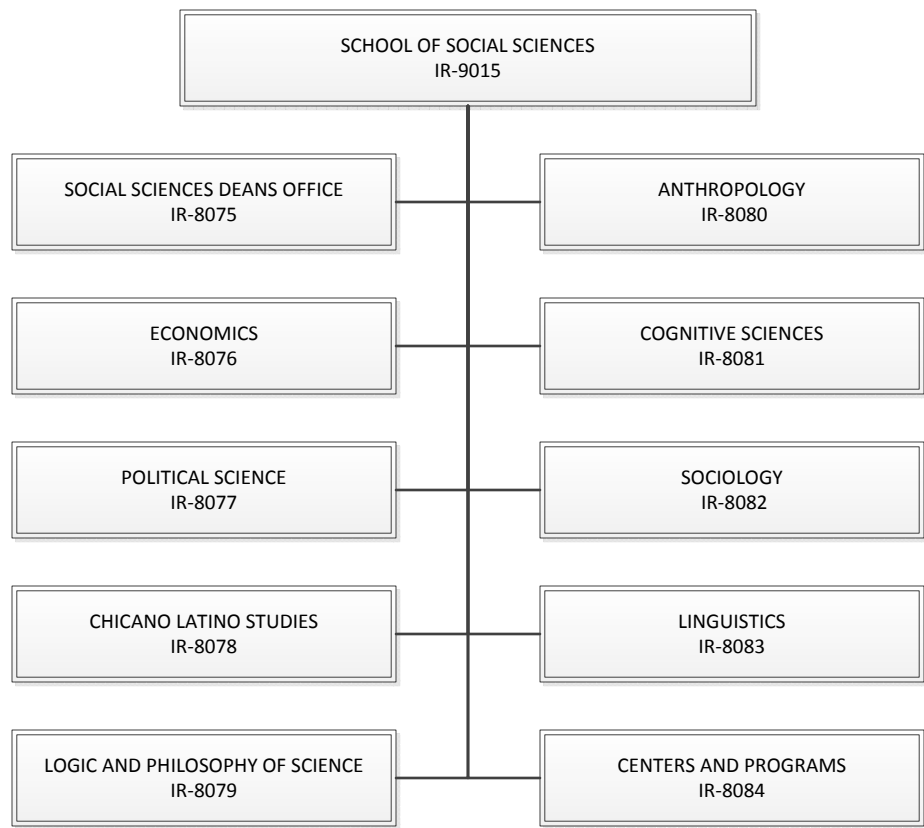 SCHOOL OF SOCIAL SCIENCES
IR-9015
SOCIAL SCIENCES DEANS OFFICE
IR-8075
ANTHROPOLOGY
IR-8080
ECONOMICS
IR-8076
COGNITIVE SCIENCES
IR-8081
POLITICAL SCIENCE
IR-8077
SOCIOLOGY
IR-8082
CHICANO LATINO STUDIES
IR-8078
LINGUISTICS
IR-8083
LOGIC AND PHILOSOPHY OF SCIENCE
IR-8079
CENTERS AND PROGRAMS
IR-8084